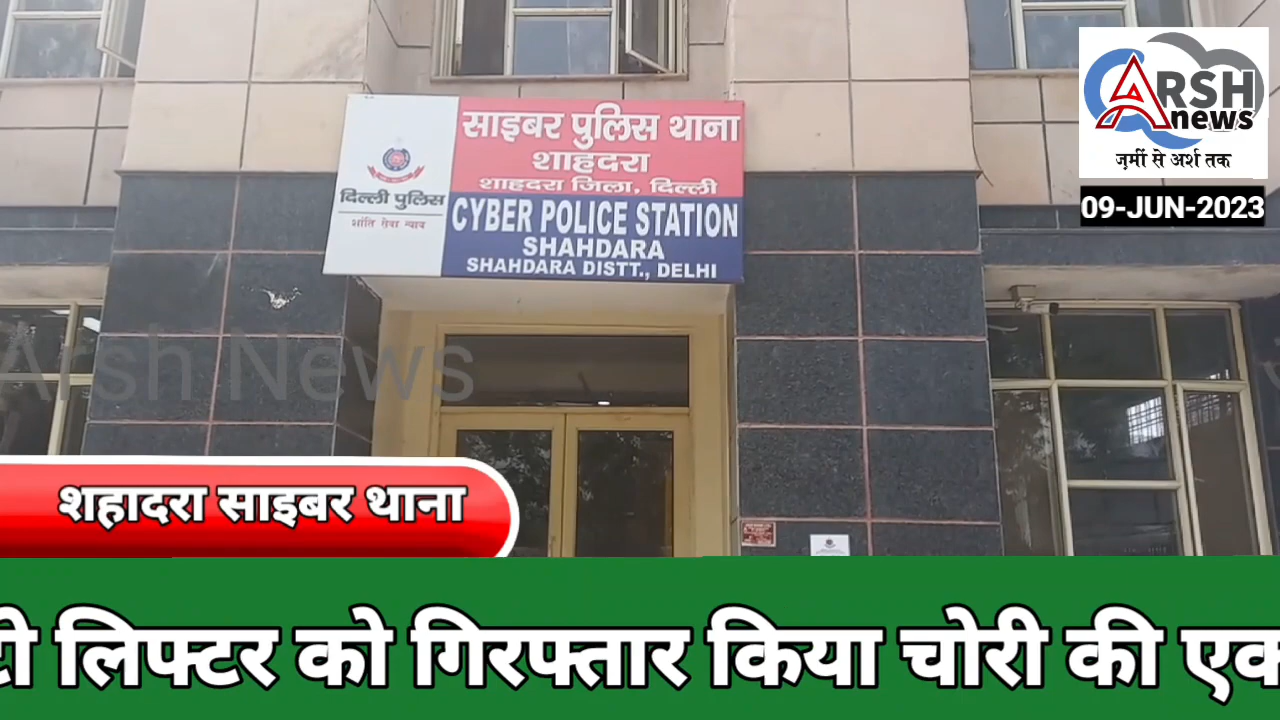 ARSH
news
ज़मीं से अर्श तक
09-JUN-2023
साइबर पुलिस थाना
शाहदरा
शाहदरा जिला, दिल्ली
दिल्ली पुलिस
शांति सेवा न्याय
CYBER POLICE STATION
SHAHDARA
SHAHDARA DISTT., DELHI
Arsh News
शहादरा साइबर थाना
टी लिफ्टर को गिरफ्तार किया चोरी की एक